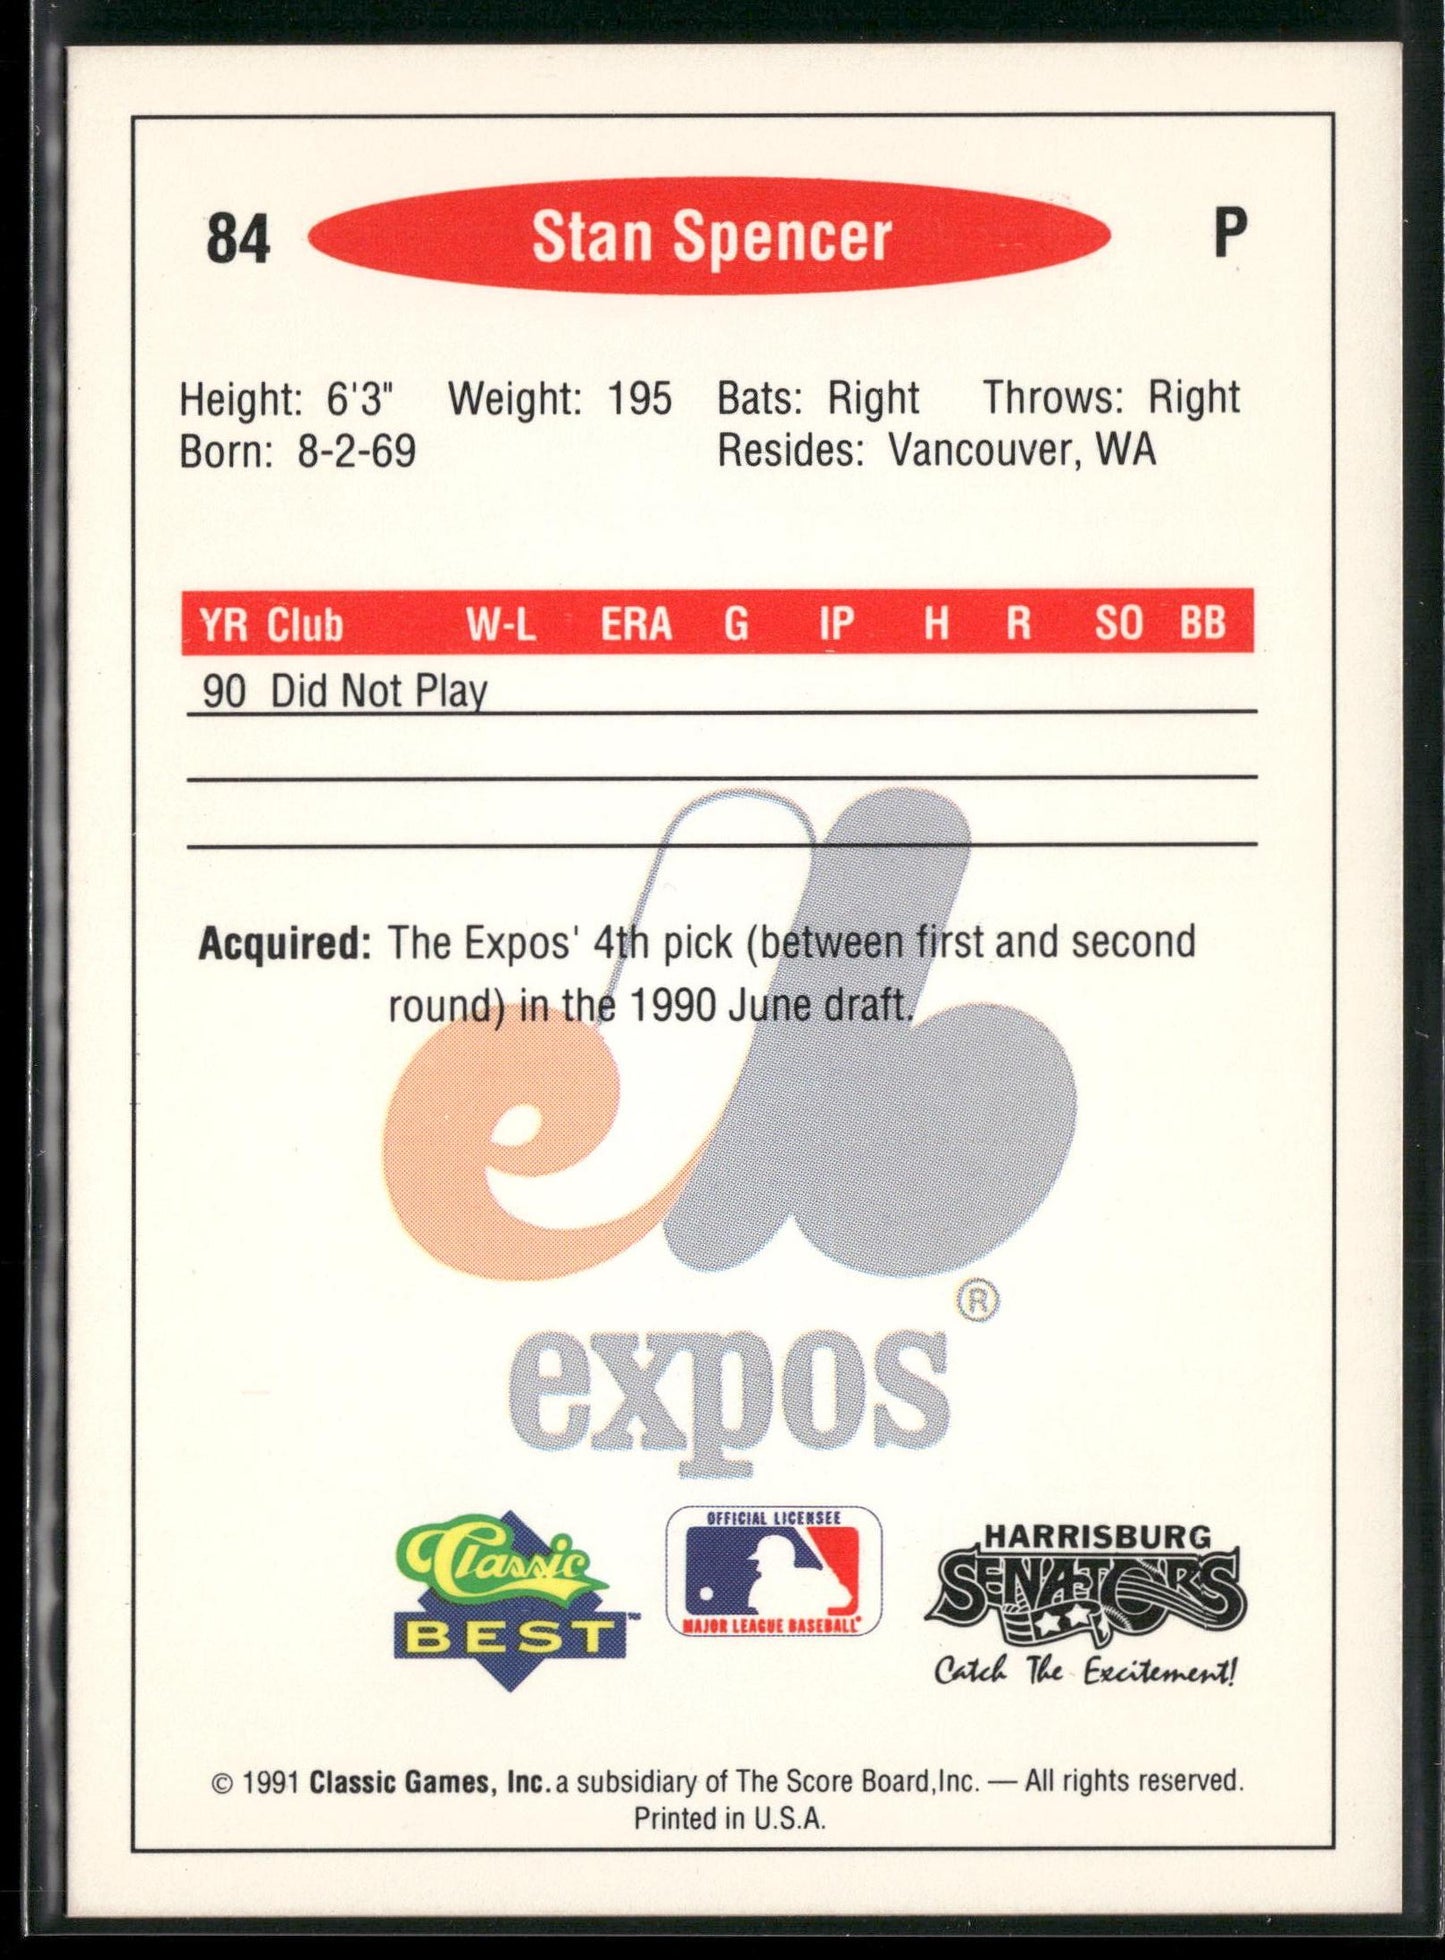 84 Stan Spencer P
Height: 6'3" Weight: 195 Bats: Right Throws: Right
Born: 8-2-69 Resides: Vancouver, WA
YR Club W-L ERA G IP H R SO BB
90 Did Not Play
Acquired: The Expos' 4th pick (between first and second
round) in the 1990 June draft.
®
expos
Classic
BEST™
OFFICIAL LICENSEE
MAJOR LEAGUE BASEBALL®
HARRISBURG
SENATORS
Catch The Excitement!
© 1991 Classic Games, Inc. a subsidiary of The Score Board,Inc. — All rights reserved.
Printed in U.S.A.